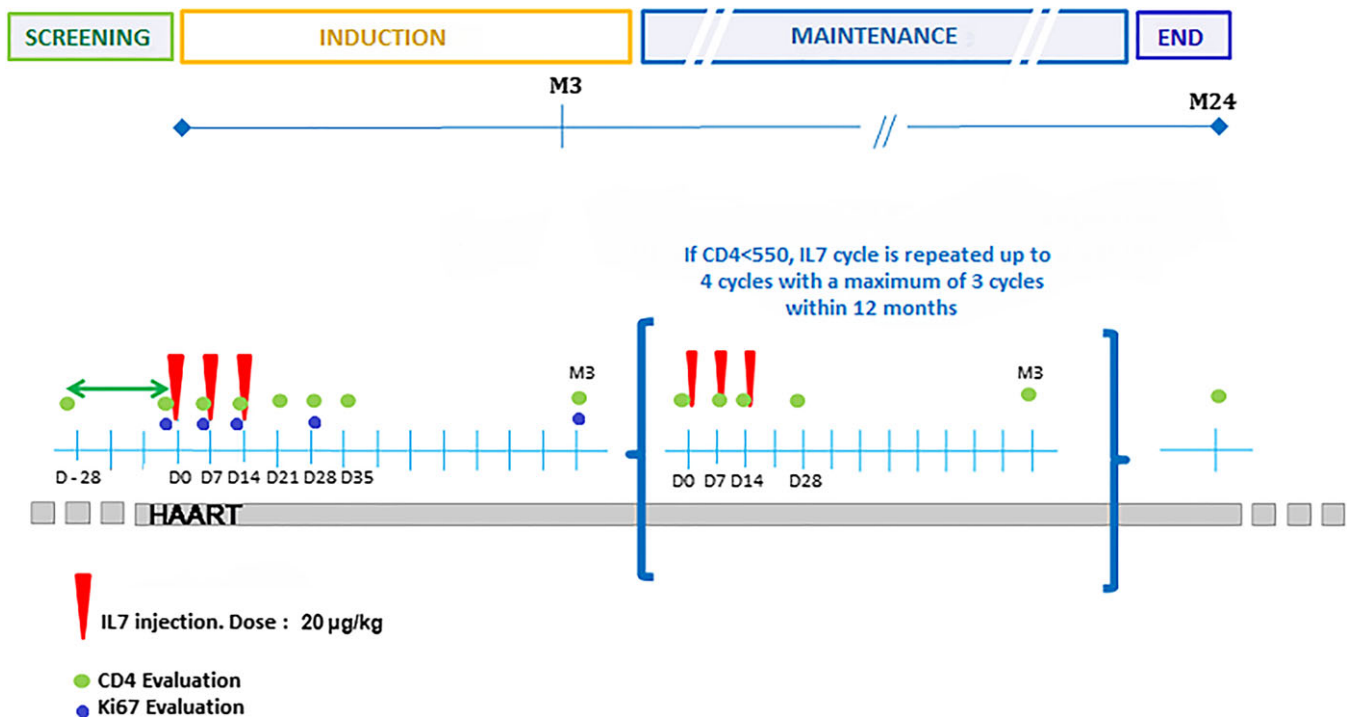 SCREENING
INDUCTION
MAINTENANCE
END
M3
M24
If CD4<550, IL7 cycle is repeated up to
4 cycles with a maximum of 3 cycles
within 12 months
M3
M3
D - 28
D0
D7
D14
D21
D28
D35
D0
D7
D14
D28
HAART
IL7 injection. Dose : 20 µg/kg
CD4 Evaluation
Ki67 Evaluation